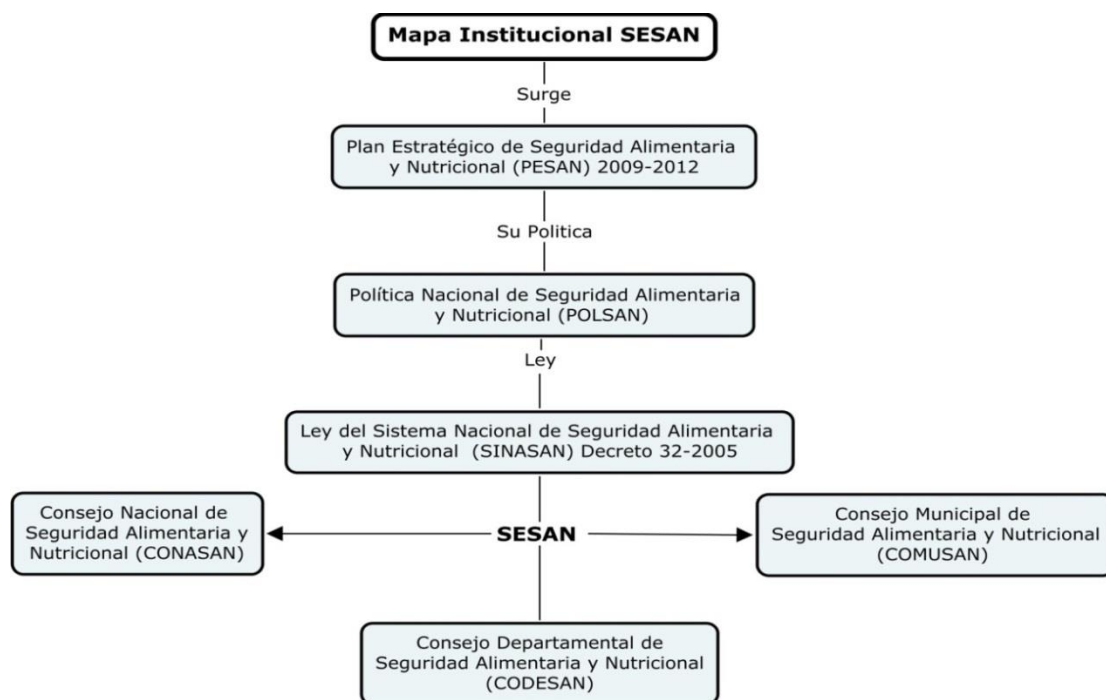 Mapa Institucional SESAN
Surge
Plan Estratégico de Seguridad Alimentaria
y Nutricional (PESAN) 2009-2012
Su Politica
Política Nacional de Seguridad Alimentaria
y Nutricional (POLSAN)
Ley
Ley del Sistema Nacional de Seguridad Alimentaria
y Nutricional (SINASAN) Decreto 32-2005
Consejo Nacional de
Seguridad Alimentaria y
Nutricional (CONASAN)
SESAN
Consejo Municipal de
Seguridad Alimentaria y Nutricional
(COMUSAN)
Consejo Departamental de
Seguridad Alimentaria y Nutricional
(CODESAN)